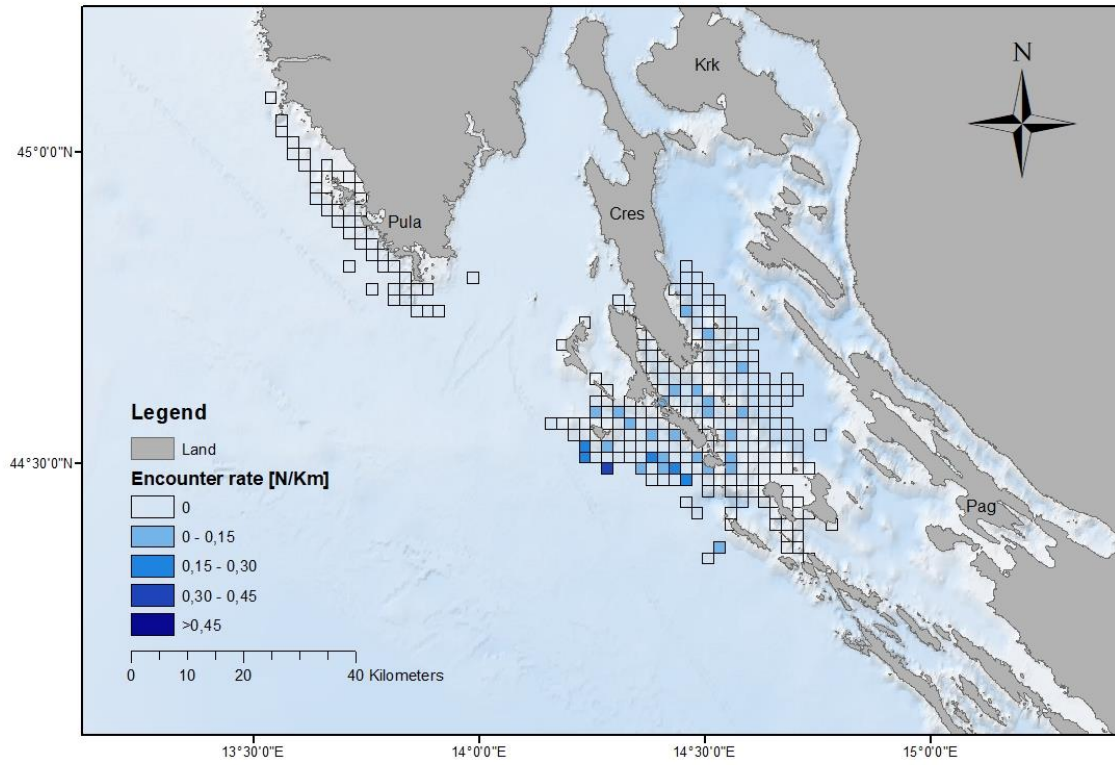 Krk
N
45°0'0"N
Cres
Pula
Legend
Land
44°30'0"N
Encounter rate [N/Km]
0
Pag
0 - 0,15
0,15 - 0,30
0,30 - 0,45
>0,45
0 10 20 40 Kilometers
13°30'0"E 14°0'0"E 14°30'0"E 15°0'0"E